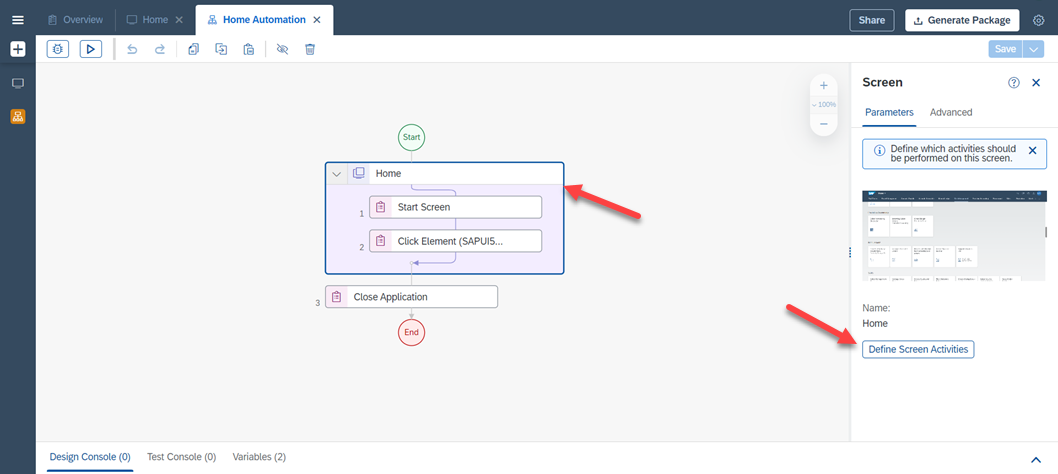 Overview
Home
Home Automation
Share
Generate Package
Save
Screen
100%
Parameters
Advanced
Start
Define which activities should
be performed on this screen.
Home
1
Start Screen
2
Click Element (SAPUI5...
3
Close Application
Name:
Home
End
Define Screen Activities
Design Console (0)
Test Console (0)
Variables (2)